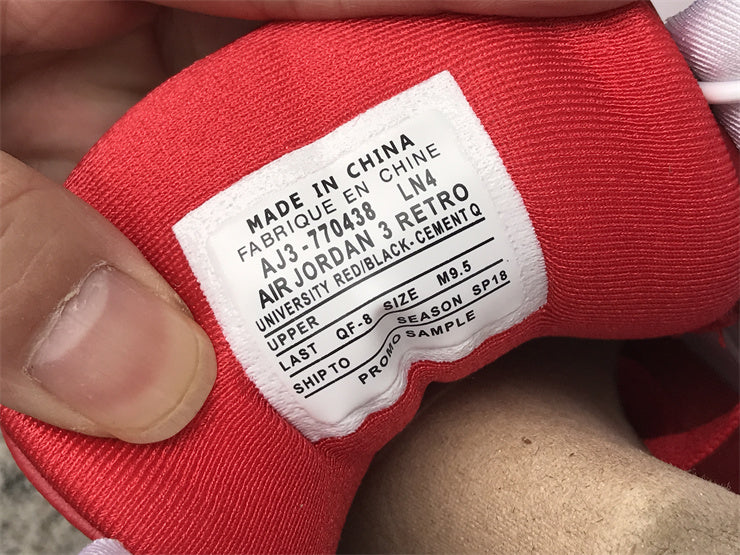 MADE IN CHINA
FABRIQUE EN CHINE
AJ3-770438 LN4
AIR JORDAN 3 RETRO
UNIVERSITY RED/BLACK-CEMENT Q
UPPER
LAST QF-8 SIZE M9.5
SHIP TO SEASON SP18
PROMO SAMPLE